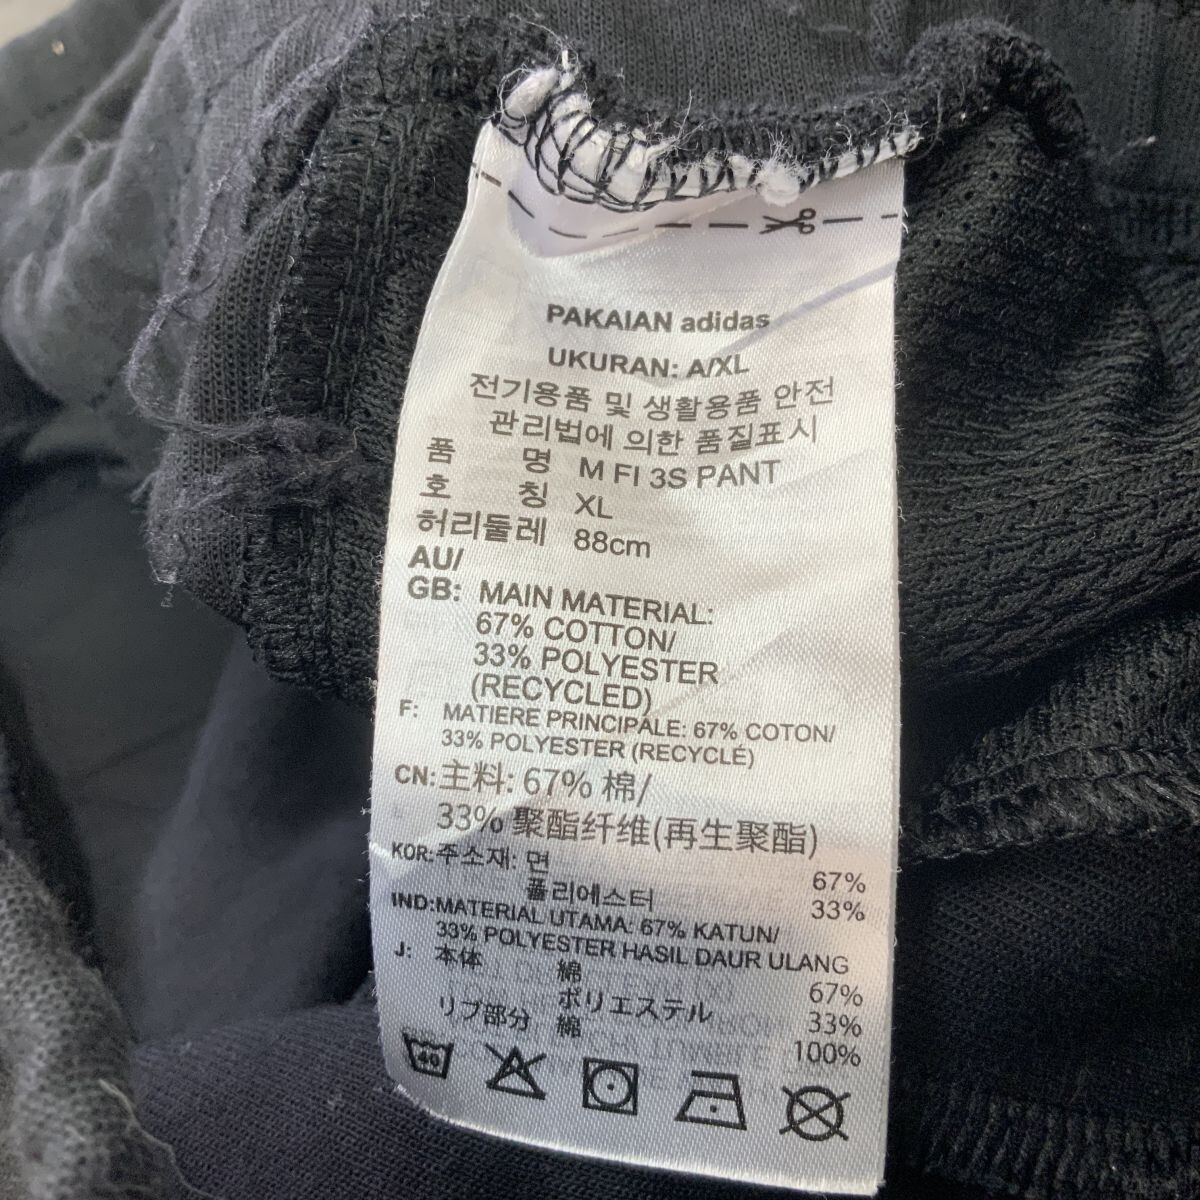 PAKAIAN adidas
UKURAN: A/XL
전기용품 및 생활용품 안전
관리법에 의한 품질표시
품 명 M FI 3S PANT
호 칭 XL
허리둘레 88cm
AU/
GB: MAIN MATERIAL:
67% COTTON/
33% POLYESTER
(RECYCLED)
F: MATIERE PRINCIPALE: 67% COTON/
33% POLYESTER (RECYCLÉ)
CN: 主料: 67% 棉/
33% 聚酯纤维(再生聚酯)
KOR: 주소재: 면 67%
폴리에스터 33%
IND: MATERIAL UTAMA: 67% KATUN/
33% POLYESTER HASIL DAUR ULANG
J: 本体 綿 67%
ポリエステル 33%
リブ部分 綿 100%
40